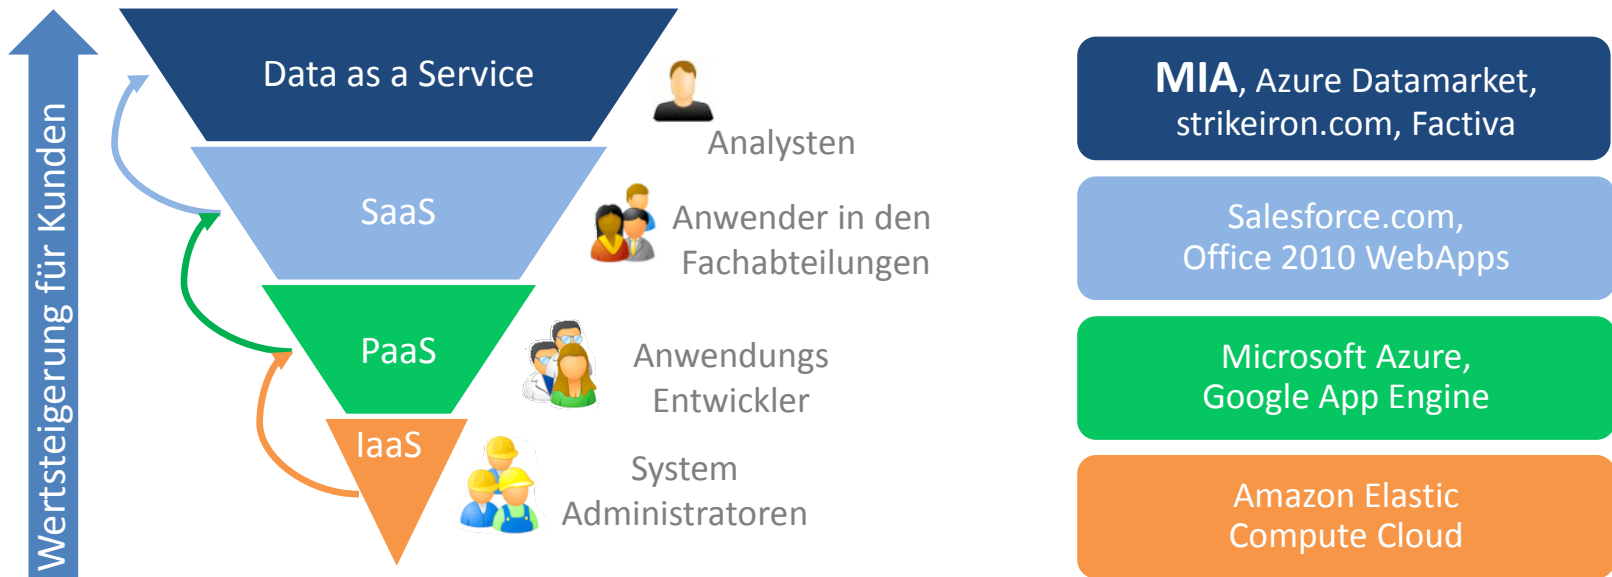 Wertsteigerung für Kunden
Data as a Service
Analysten
MIA, Azure Datamarket,
strikeiron.com, Factiva
SaaS
Anwender in den
Fachabteilungen
Salesforce.com,
Office 2010 WebApps
PaaS
Anwendungs
Entwickler
Microsoft Azure,
Google App Engine
IaaS
System
Administratoren
Amazon Elastic
Compute Cloud